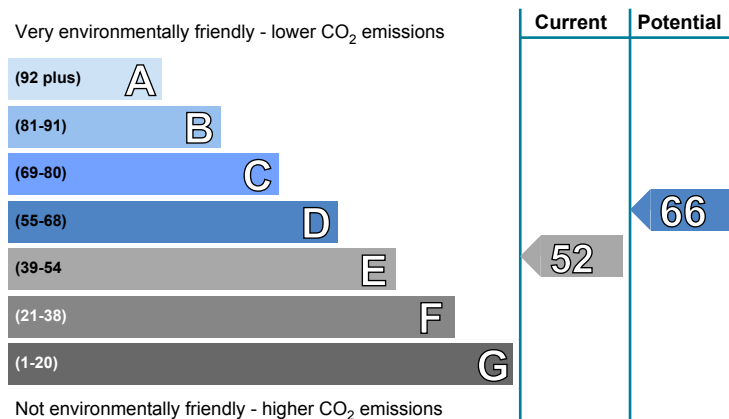 Very environmentally friendly - lower CO2 emissions
Current
Potential
(92 plus) A
(81-91) B
(69-80) C
(55-68) D
(39-54 E
(21-38) F
(1-20) G
52
66
Not environmentally friendly - higher CO2 emissions